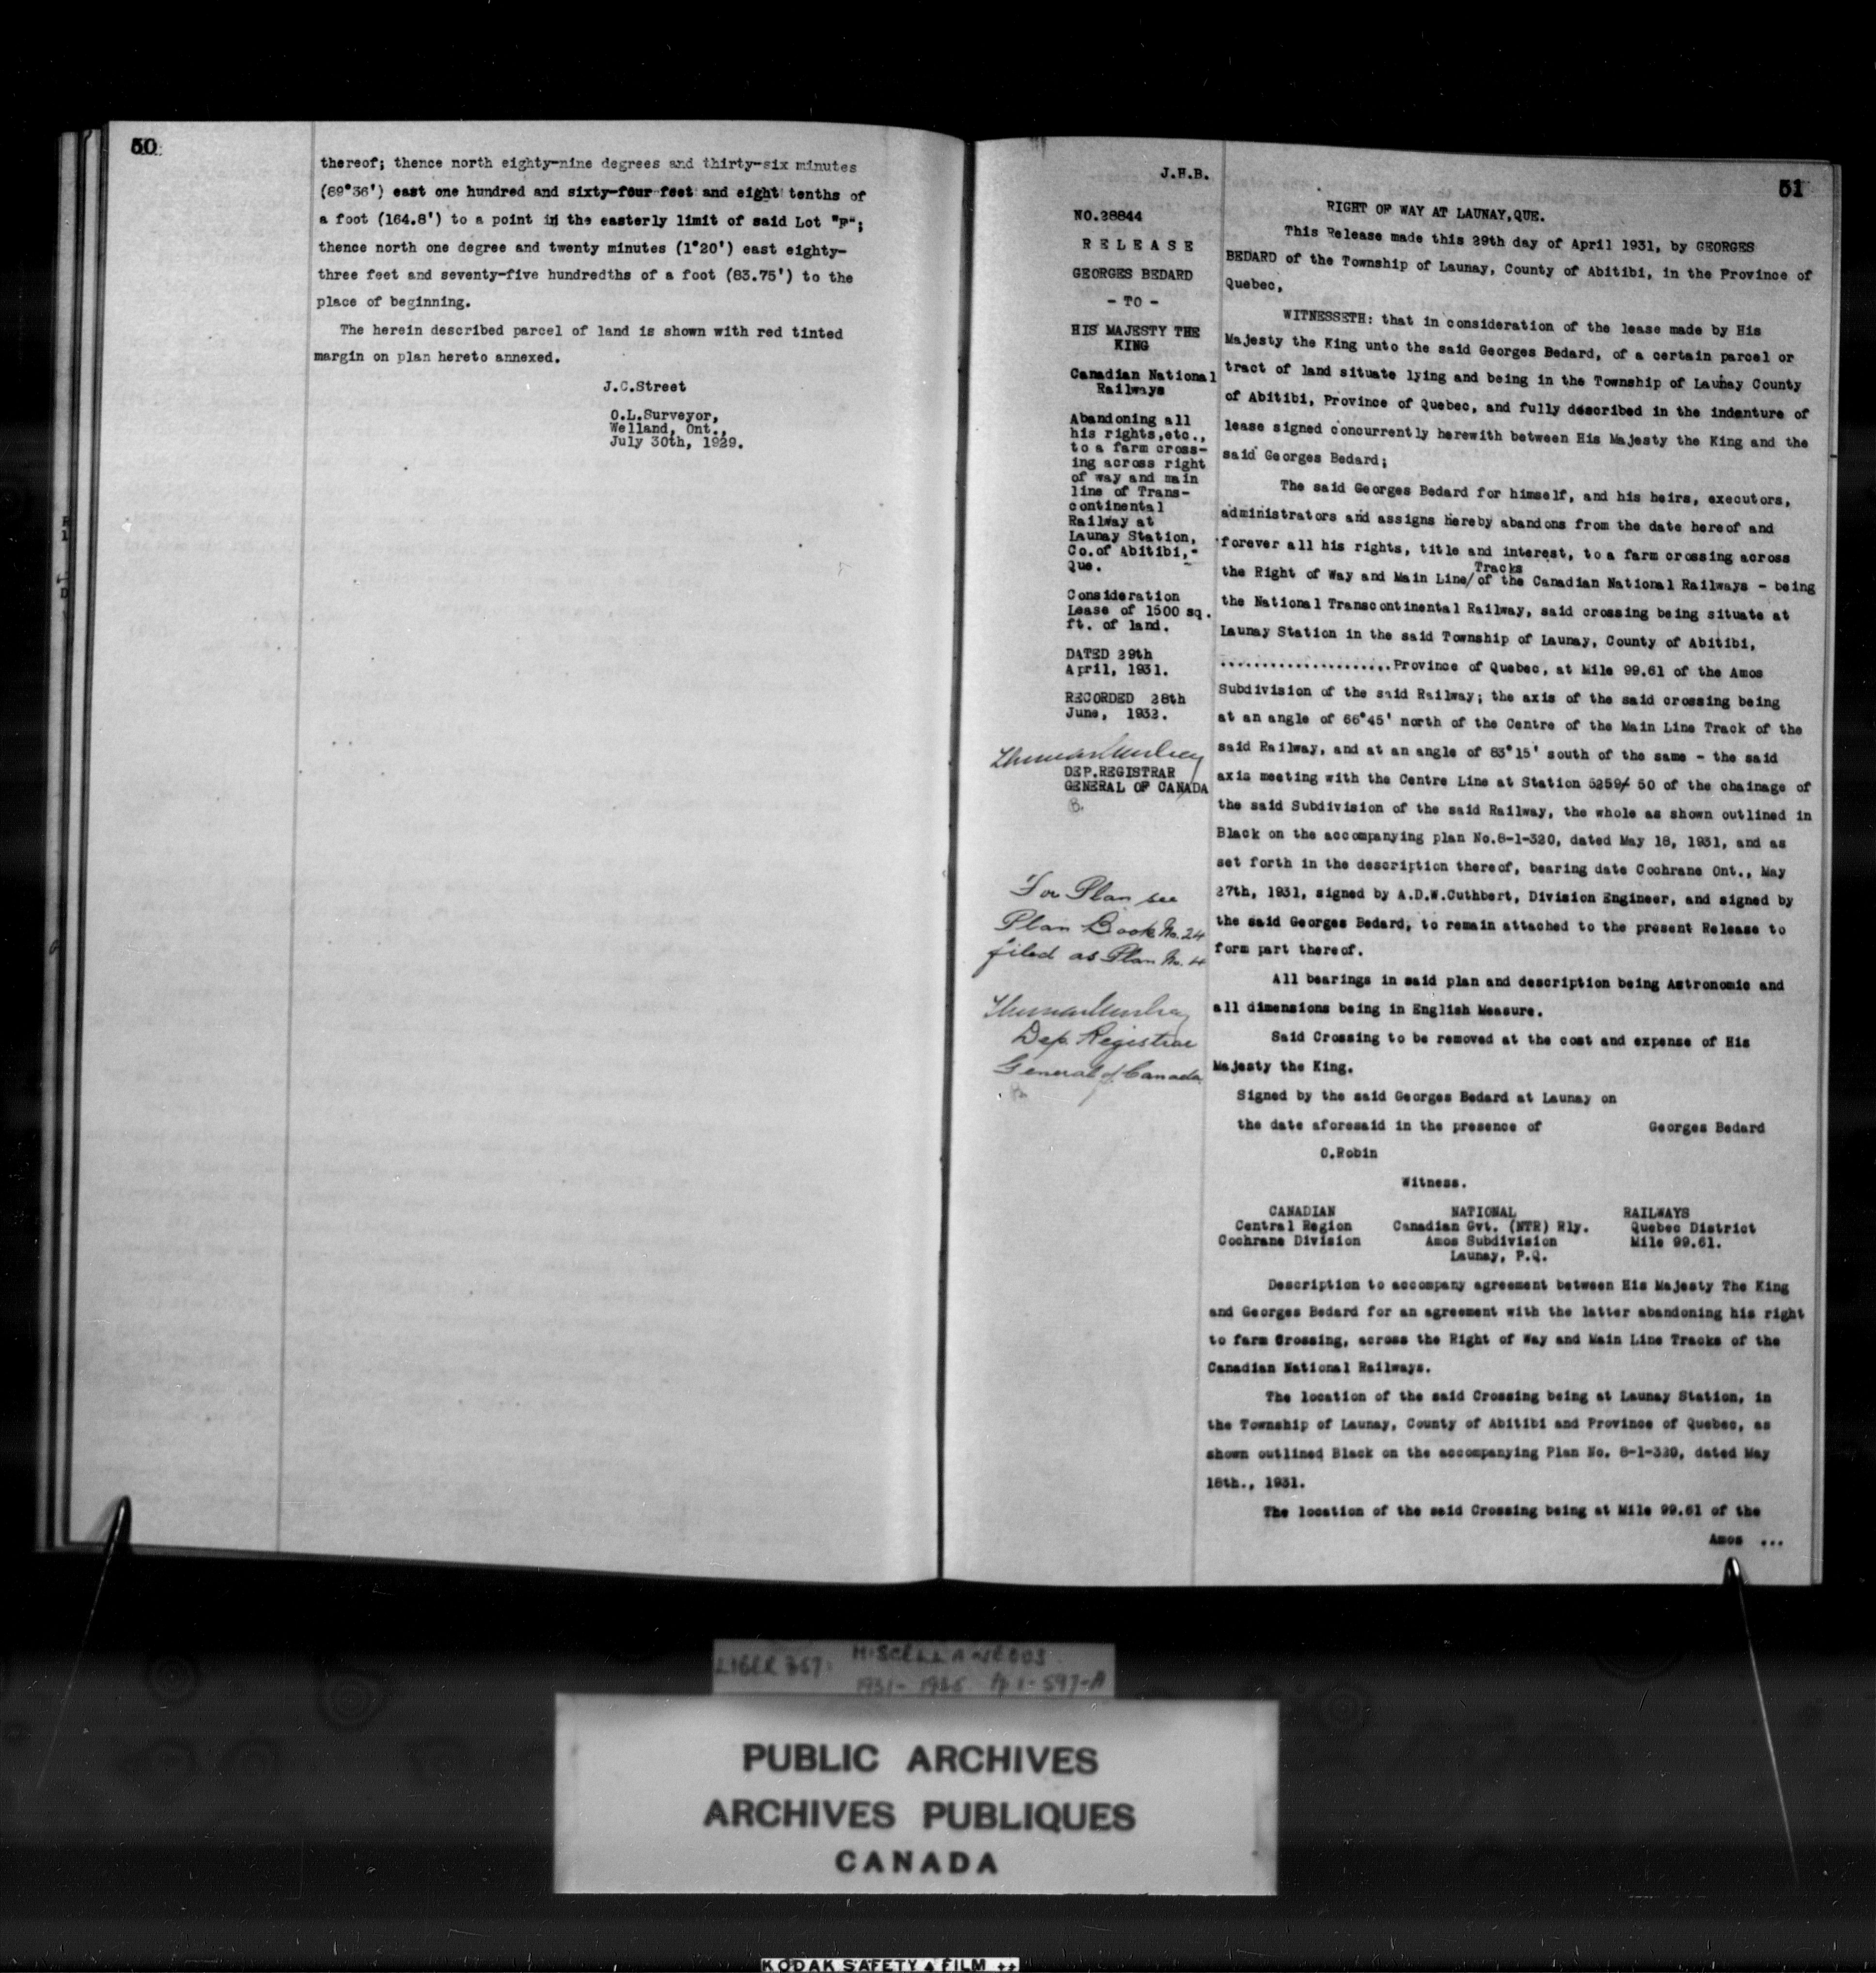 50
thereof; thence north eighty-nine degrees and thirty-six minutes
(89°36') east one hundred and sixty-four feet and eight tenths of
a foot (164.8') to a point in the easterly limit of said Lot "F";
thence north one degree and twenty minutes (1°20') east eighty-
three feet and seventy-five hundredths of a foot (83.75') to the
place of beginning.
The herein described parcel of land is shown with red tinted
margin on plan hereto annexed.
J.C.Street
O.L.Surveyor,
Welland, Ont.,
July 30th, 1929.
51
J.H.B.
NO.28844
RELEASE
GEORGES BEDARD
- TO -
HIS MAJESTY THE
KING
Canadian National
Railways
Abandoning all
his rights,etc.,
to a farm cross-
ing across right
of way and main
line of Trans-
continental
Railway at
Launay Station,
Co.of Abitibi,-
Que.
Consideration
Lease of 1500 sq.
ft. of land.
DATED 29th
April, 1931.
RECORDED 28th
June, 1932.
DEP.REGISTRAR
GENERAL OF CANADA
B.
For Plan see
Plan Book No. 24
filed as Plan No. 4
Dep. Registrar
General of Canada
RIGHT OF WAY AT LAUNAY,QUE.
This Release made this 29th day of April 1931, by GEORGES
BEDARD of the Township of Launay, County of Abitibi, in the Province of
Quebec,
WITNESSETH: that in consideration of the lease made by His
Majesty the King unto the said Georges Bedard, of a certain parcel or
tract of land situate lying and being in the Township of Launay County
of Abitibi, Province of Quebec, and fully described in the indenture of
lease signed concurrently herewith between His Majesty the King and the
said Georges Bedard;
The said Georges Bedard for himself, and his heirs, executors,
administrators and assigns hereby abandons from the date hereof and
forever all his rights, title and interest, to a farm crossing across
Tracks
the Right of Way and Main Line/ of the Canadian National Railways - being
the National Transcontinental Railway, said crossing being situate at
Launay Station in the said Township of Launay, County of Abitibi,
.....................Province of Quebec, at Mile 99.61 of the Amos
Subdivision of the said Railway; the axis of the said crossing being
at an angle of 66°45' north of the Centre of the Main Line Track of the
said Railway, and at an angle of 83°15' south of the same - the said
axis meeting with the Centre Line at Station 5259/ 50 of the chainage of
the said Subdivision of the said Railway, the whole as shown outlined in
Black on the accompanying plan No.8-1-320, dated May 18, 1931, and as
set forth in the description thereof, bearing date Cochrane Ont., May
27th, 1931, signed by A.D.W.Cuthbert, Division Engineer, and signed by
the said Georges Bedard, to remain attached to the present Release to
form part thereof.
All bearings in said plan and description being Astronomic and
all dimensions being in English Measure.
Said Crossing to be removed at the cost and expense of His
Majesty the King.
Signed by the said Georges Bedard at Launay on
the date aforesaid in the presence of Georges Bedard
O.Robin
Witness.
CANADIAN NATIONAL RAILWAYS
Central Region Canadian Gvt. (NTR) Rly. Quebec District
Cochrane Division Amos Subdivision Mile 99.61.
Launay, P.Q.
Description to accompany agreement between His Majesty The King
and Georges Bedard for an agreement with the latter abandoning his right
to farm Crossing, across the Right of Way and Main Line Tracks of the
Canadian National Railways.
The location of the said Crossing being at Launay Station, in
the Township of Launay, County of Abitibi and Province of Quebec, as
shown outlined Black on the accompanying Plan No. 8-1-320, dated May
18th., 1931.
The location of the said Crossing being at Mile 99.61 of the
Amos ...
LIBER 357: MISCELLANEOUS
1931- 1935 pp 1-597-A
PUBLIC ARCHIVES
ARCHIVES PUBLIQUES
CANADA
KODAK SAFETY FILM